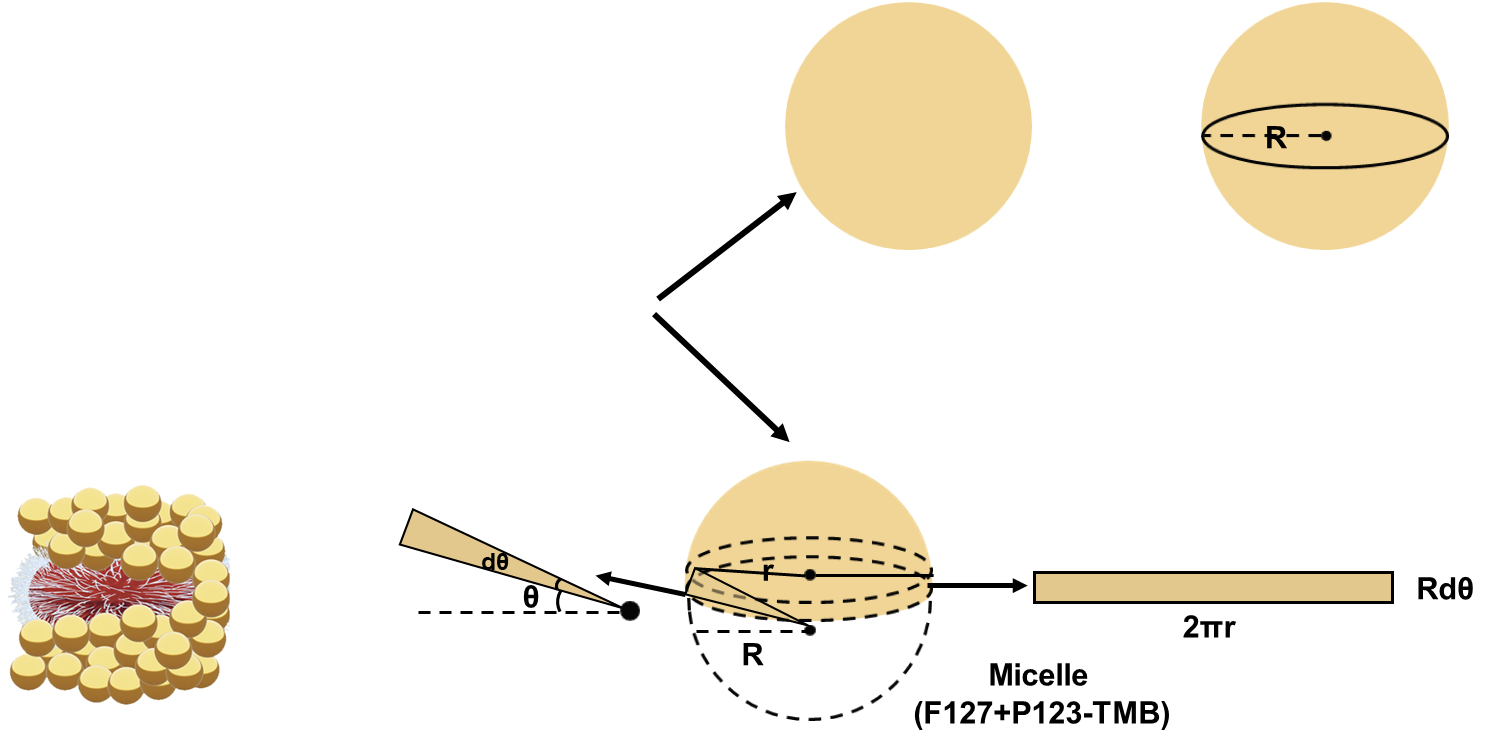 R
dθ
θ
r
R
Rdθ
2πr
Micelle
(F127+P123-TMB)